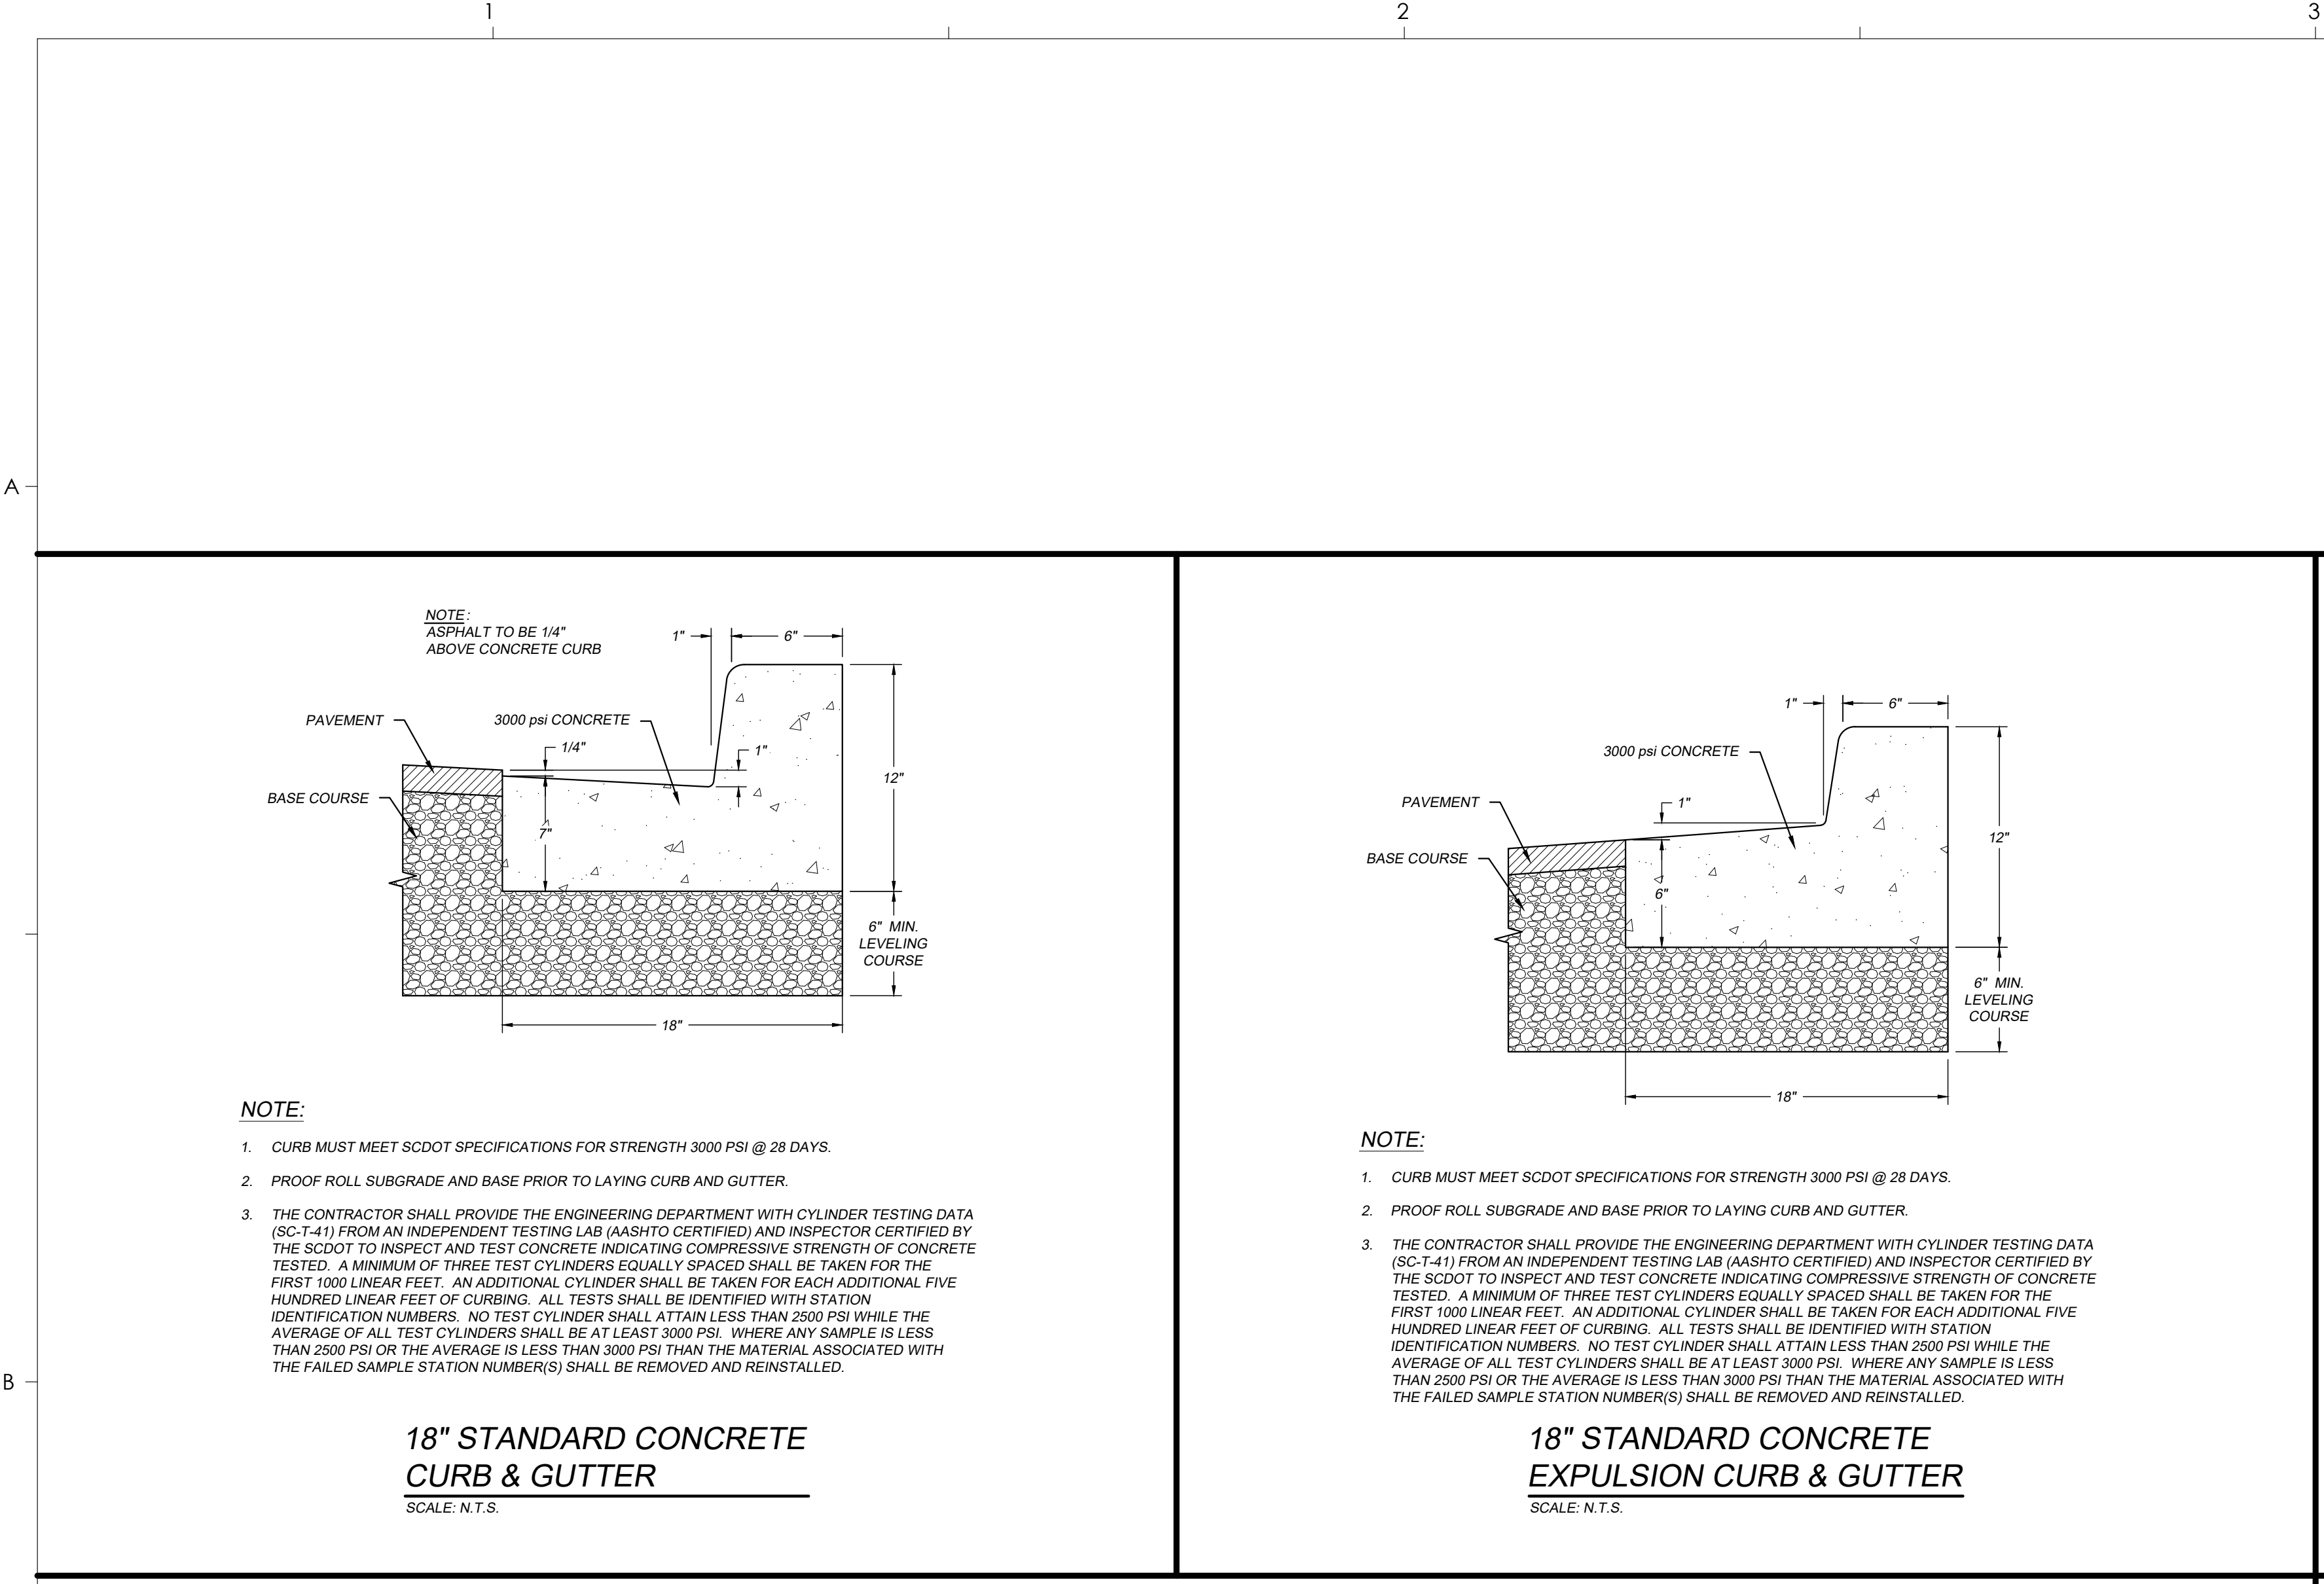 1
2
3
A
B
NOTE:
ASPHALT TO BE 1/4"
ABOVE CONCRETE CURB
1"
6"
PAVEMENT
3000 psi CONCRETE
1/4"
1"
12"
BASE COURSE
7"
6" MIN.
LEVELING
COURSE
18"
NOTE:
1. CURB MUST MEET SCDOT SPECIFICATIONS FOR STRENGTH 3000 PSI @ 28 DAYS.
2. PROOF ROLL SUBGRADE AND BASE PRIOR TO LAYING CURB AND GUTTER.
3. THE CONTRACTOR SHALL PROVIDE THE ENGINEERING DEPARTMENT WITH CYLINDER TESTING DATA
(SC-T-41) FROM AN INDEPENDENT TESTING LAB (AASHTO CERTIFIED) AND INSPECTOR CERTIFIED BY
THE SCDOT TO INSPECT AND TEST CONCRETE INDICATING COMPRESSIVE STRENGTH OF CONCRETE
TESTED. A MINIMUM OF THREE TEST CYLINDERS EQUALLY SPACED SHALL BE TAKEN FOR THE
FIRST 1000 LINEAR FEET. AN ADDITIONAL CYLINDER SHALL BE TAKEN FOR EACH ADDITIONAL FIVE
HUNDRED LINEAR FEET OF CURBING. ALL TESTS SHALL BE IDENTIFIED WITH STATION
IDENTIFICATION NUMBERS. NO TEST CYLINDER SHALL ATTAIN LESS THAN 2500 PSI WHILE THE
AVERAGE OF ALL TEST CYLINDERS SHALL BE AT LEAST 3000 PSI. WHERE ANY SAMPLE IS LESS
THAN 2500 PSI OR THE AVERAGE IS LESS THAN 3000 PSI THAN THE MATERIAL ASSOCIATED WITH
THE FAILED SAMPLE STATION NUMBER(S) SHALL BE REMOVED AND REINSTALLED.
18" STANDARD CONCRETE
CURB & GUTTER
SCALE: N.T.S.
1"
6"
3000 psi CONCRETE
PAVEMENT
1"
12"
BASE COURSE
6"
6" MIN.
LEVELING
COURSE
18"
NOTE:
1. CURB MUST MEET SCDOT SPECIFICATIONS FOR STRENGTH 3000 PSI @ 28 DAYS.
2. PROOF ROLL SUBGRADE AND BASE PRIOR TO LAYING CURB AND GUTTER.
3. THE CONTRACTOR SHALL PROVIDE THE ENGINEERING DEPARTMENT WITH CYLINDER TESTING DATA
(SC-T-41) FROM AN INDEPENDENT TESTING LAB (AASHTO CERTIFIED) AND INSPECTOR CERTIFIED BY
THE SCDOT TO INSPECT AND TEST CONCRETE INDICATING COMPRESSIVE STRENGTH OF CONCRETE
TESTED. A MINIMUM OF THREE TEST CYLINDERS EQUALLY SPACED SHALL BE TAKEN FOR THE
FIRST 1000 LINEAR FEET. AN ADDITIONAL CYLINDER SHALL BE TAKEN FOR EACH ADDITIONAL FIVE
HUNDRED LINEAR FEET OF CURBING. ALL TESTS SHALL BE IDENTIFIED WITH STATION
IDENTIFICATION NUMBERS. NO TEST CYLINDER SHALL ATTAIN LESS THAN 2500 PSI WHILE THE
AVERAGE OF ALL TEST CYLINDERS SHALL BE AT LEAST 3000 PSI. WHERE ANY SAMPLE IS LESS
THAN 2500 PSI OR THE AVERAGE IS LESS THAN 3000 PSI THAN THE MATERIAL ASSOCIATED WITH
THE FAILED SAMPLE STATION NUMBER(S) SHALL BE REMOVED AND REINSTALLED.
18" STANDARD CONCRETE
EXPULSION CURB & GUTTER
SCALE: N.T.S.